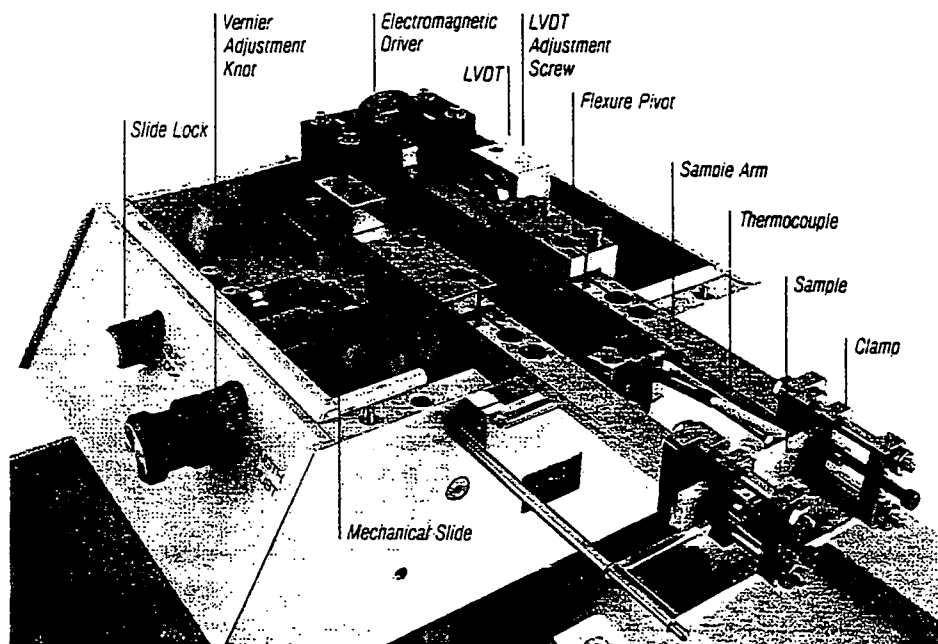 Vernier
Adjustment
Knot
Electromagnetic
Driver
LVDT
Adjustment
Screw
LVDT
Flexure Pivot
Slide Lock
Sample Arm
Thermocouple
Sample
Clamp
Mechanical Slide